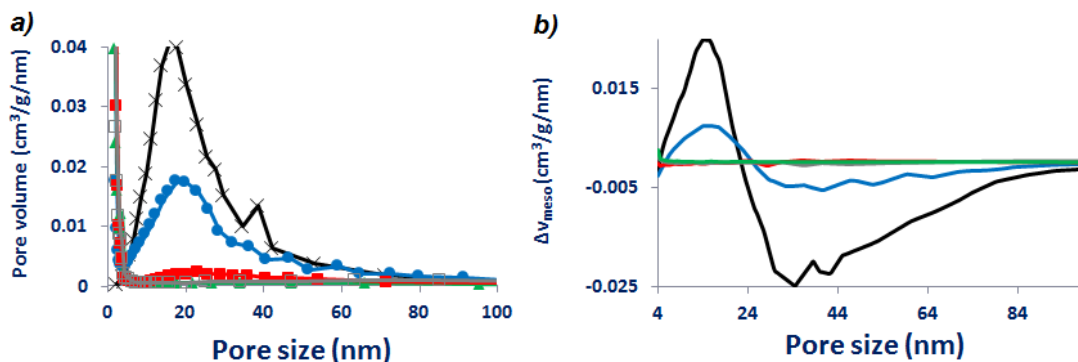 a)
Pore volume (cm³/g/nm)
0.04
0.03
0.02
0.01
0
0 20 40 60 80 100
Pore size (nm)
b)
Δv_meso (cm³/g/nm)
0.015
-0.005
-0.025
4 24 44 64 84
Pore size (nm)